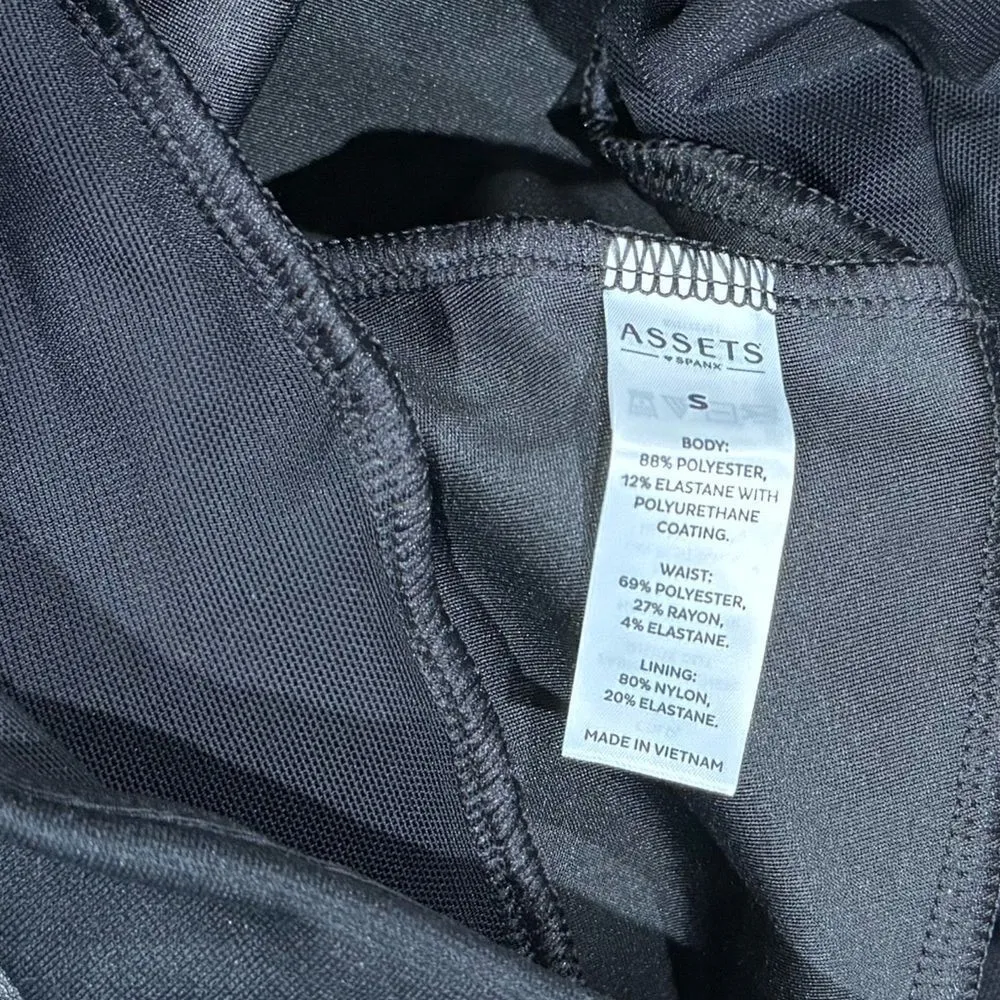 ASSETS
♥ SPANX
S
BODY:
88% POLYESTER,
12% ELASTANE WITH
POLYURETHANE
COATING.
WAIST:
69% POLYESTER,
27% RAYON,
4% ELASTANE.
LINING:
80% NYLON,
20% ELASTANE.
MADE IN VIETNAM